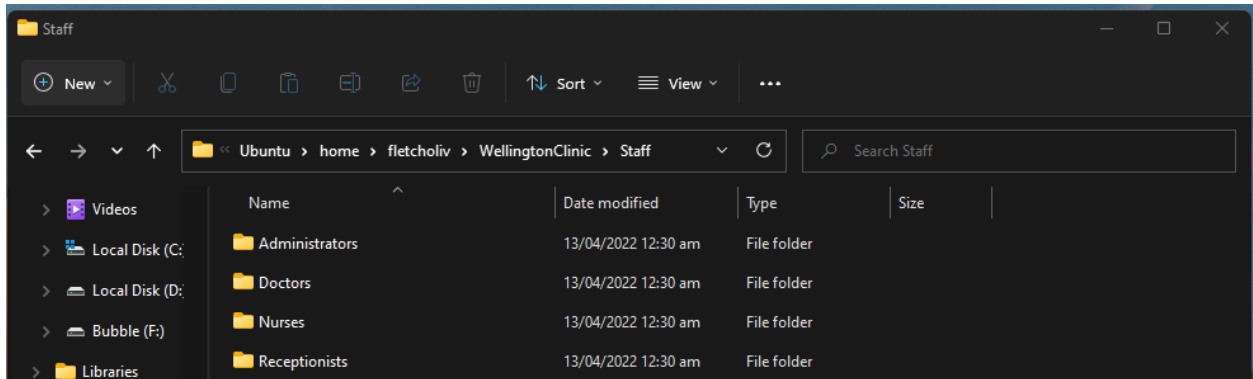 Staff
New Sort View
Ubuntu > home > fletcholiv > WellingtonClinic > Staff Search Staff
Name Date modified Type Size
Videos
Administrators 13/04/2022 12:30 am File folder
Local Disk (C:
Doctors 13/04/2022 12:30 am File folder
Local Disk (D:
Nurses 13/04/2022 12:30 am File folder
Bubble (F:)
Receptionists 13/04/2022 12:30 am File folder
Libraries